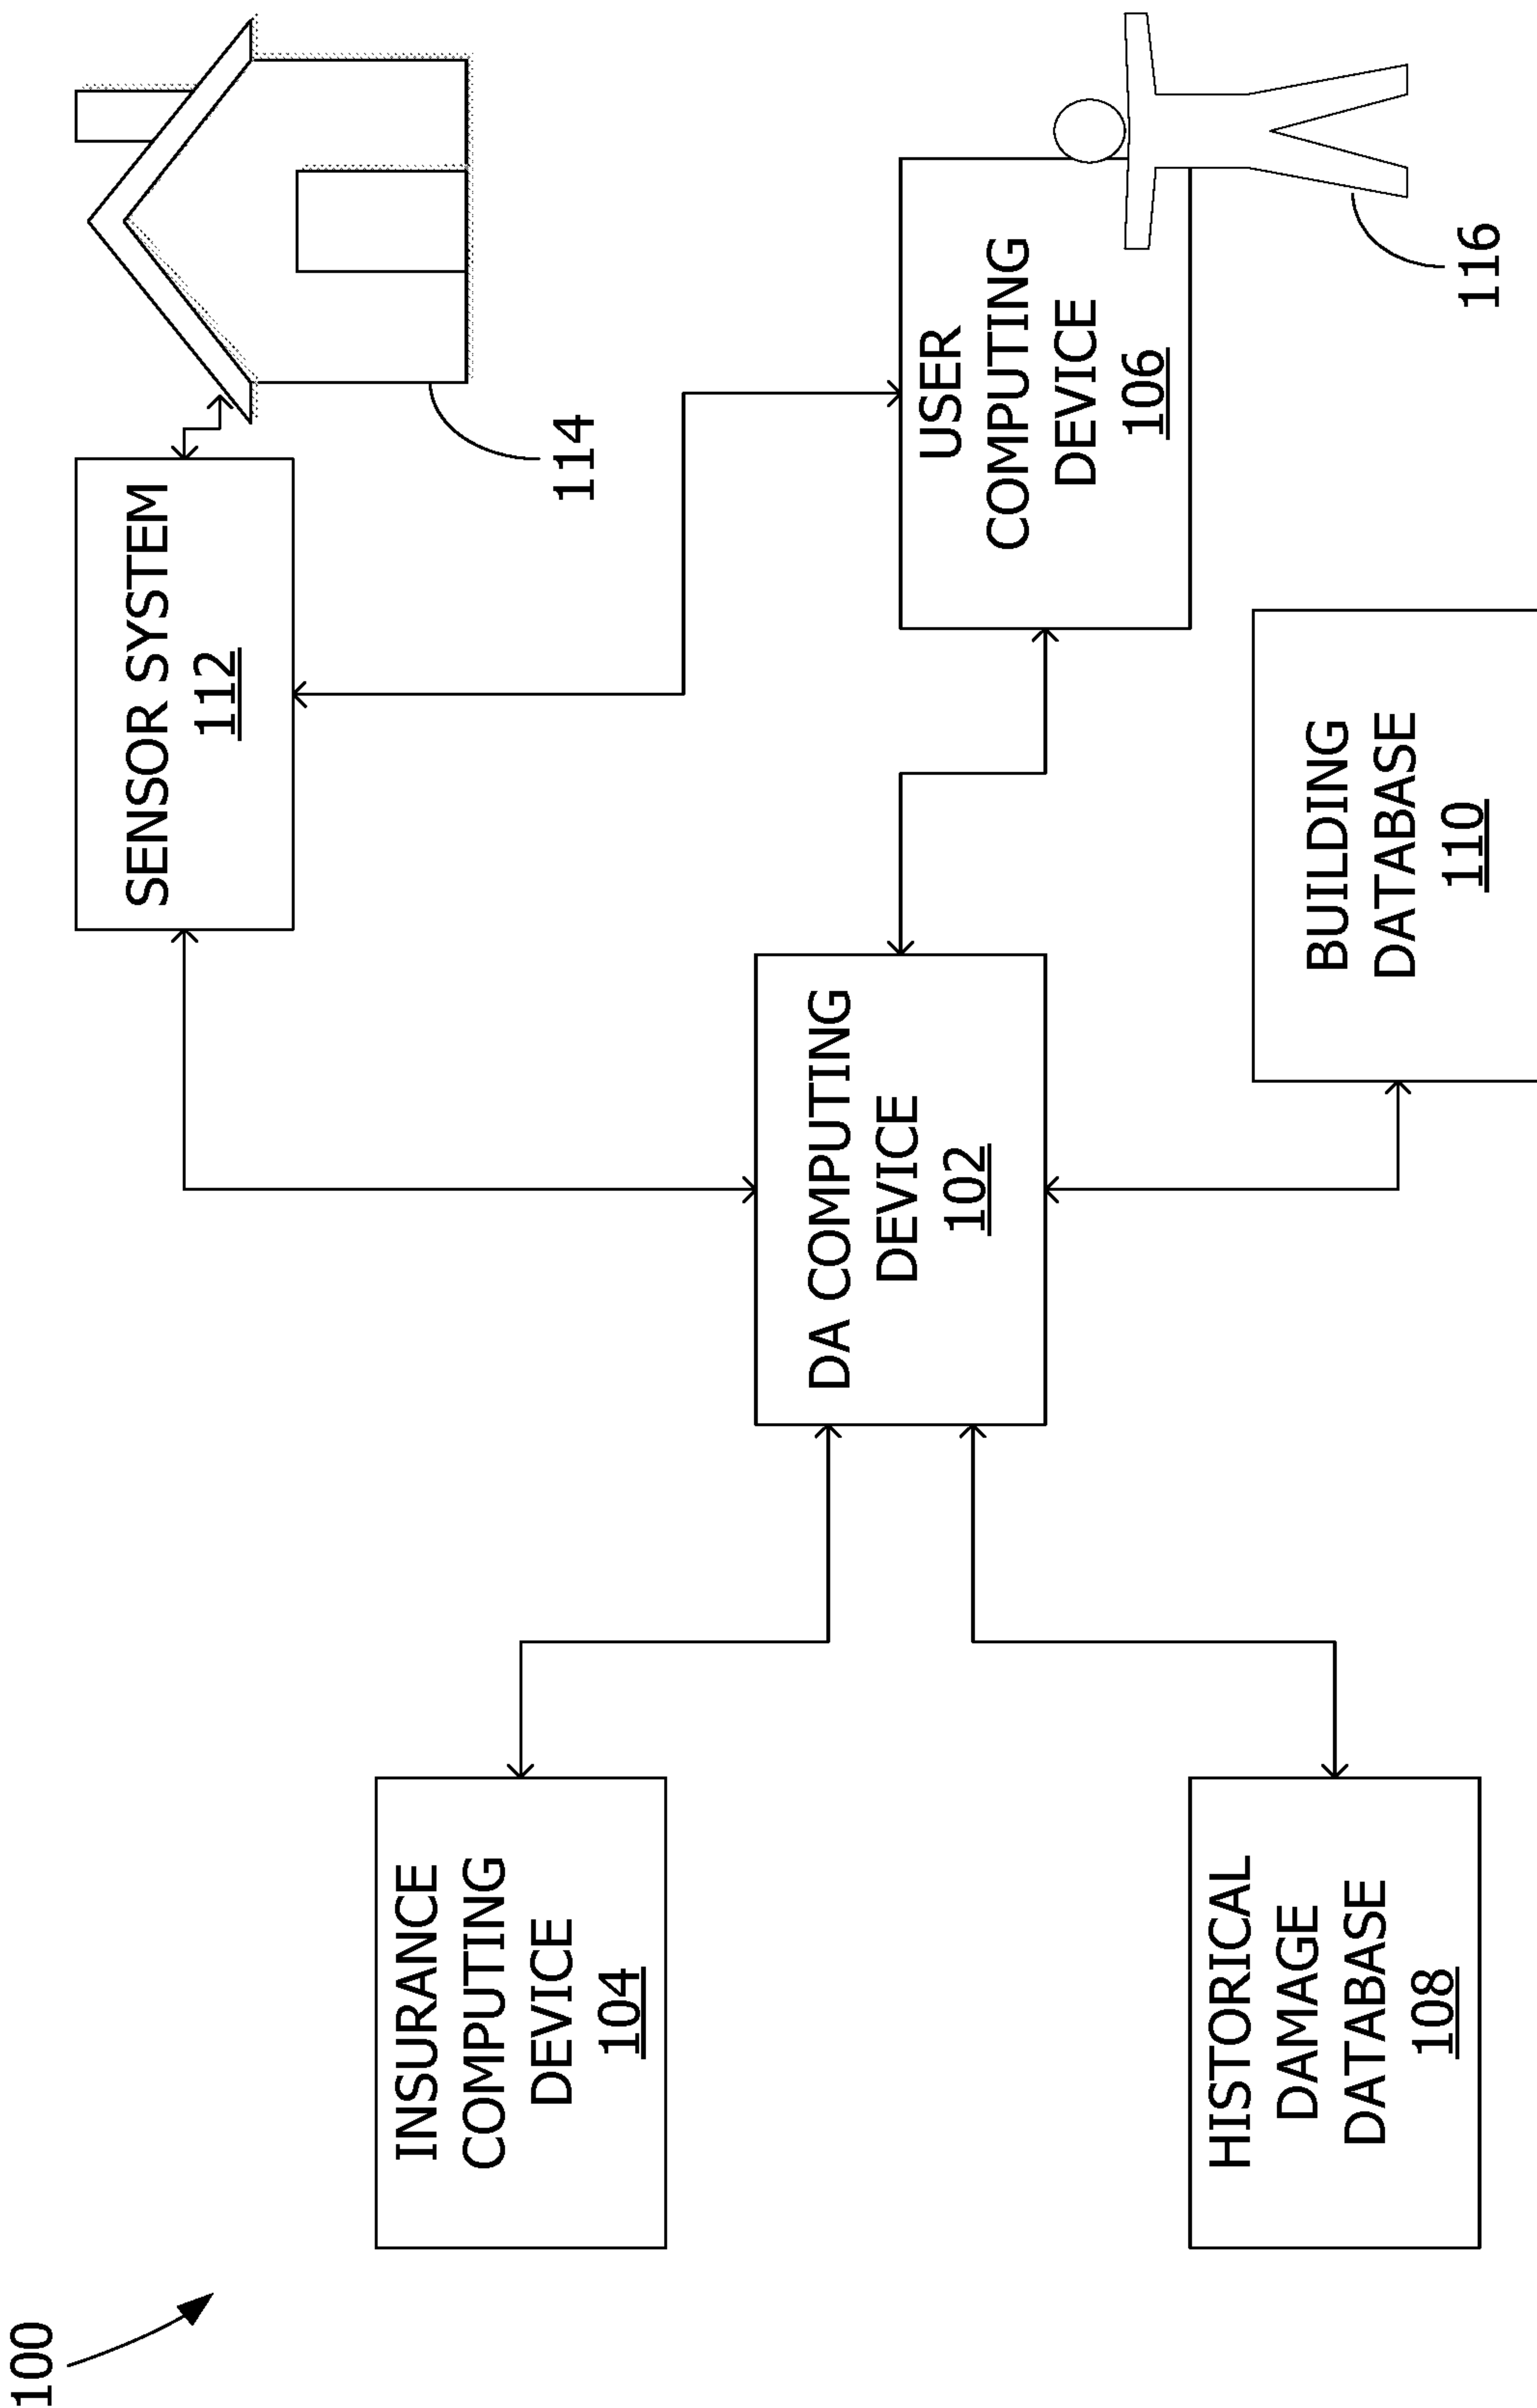 100
SENSOR SYSTEM
112
114
INSURANCE
COMPUTING
DEVICE
104
DA COMPUTING
DEVICE
102
USER
COMPUTING
DEVICE
106
116
HISTORICAL
DAMAGE
DATABASE
108
BUILDING
DATABASE
110